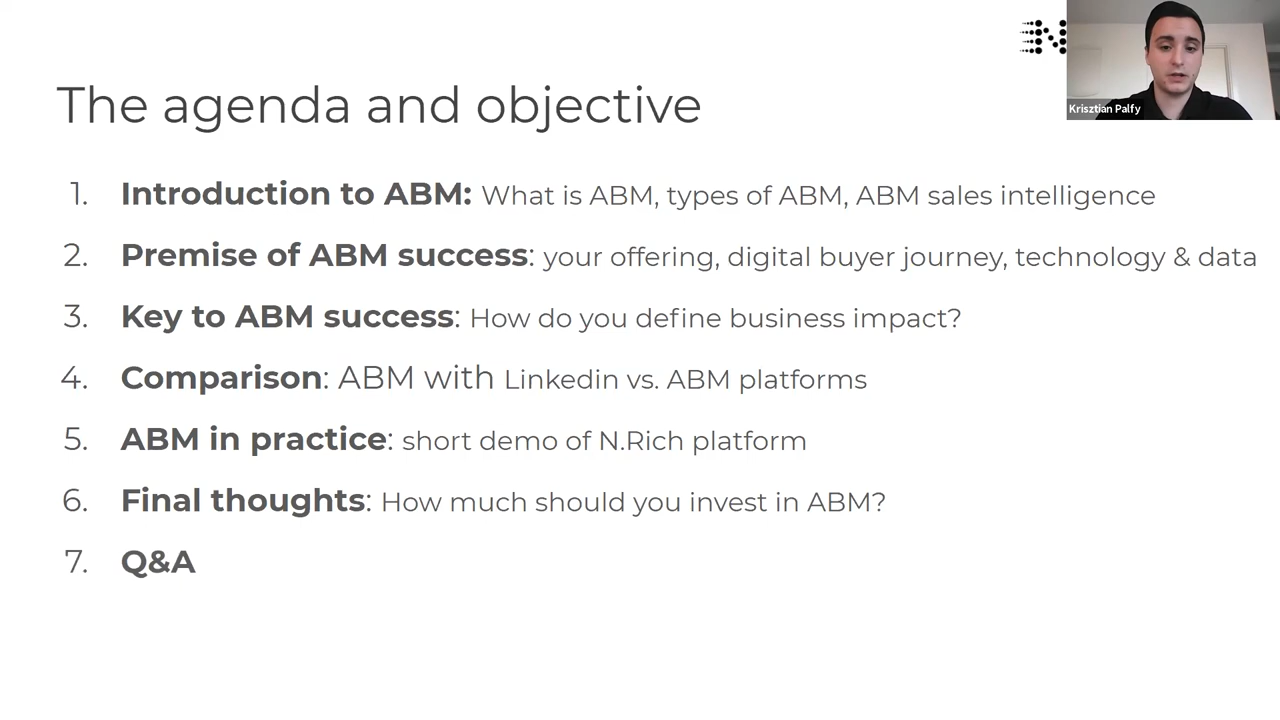 The agenda and objective
Krisztian Palfy
1. Introduction to ABM: What is ABM, types of ABM, ABM sales intelligence
2. Premise of ABM success: your offering, digital buyer journey, technology & data
3. Key to ABM success: How do you define business impact?
4. Comparison: ABM with Linkedin vs. ABM platforms
5. ABM in practice: short demo of N.Rich platform
6. Final thoughts: How much should you invest in ABM?
7. Q&A